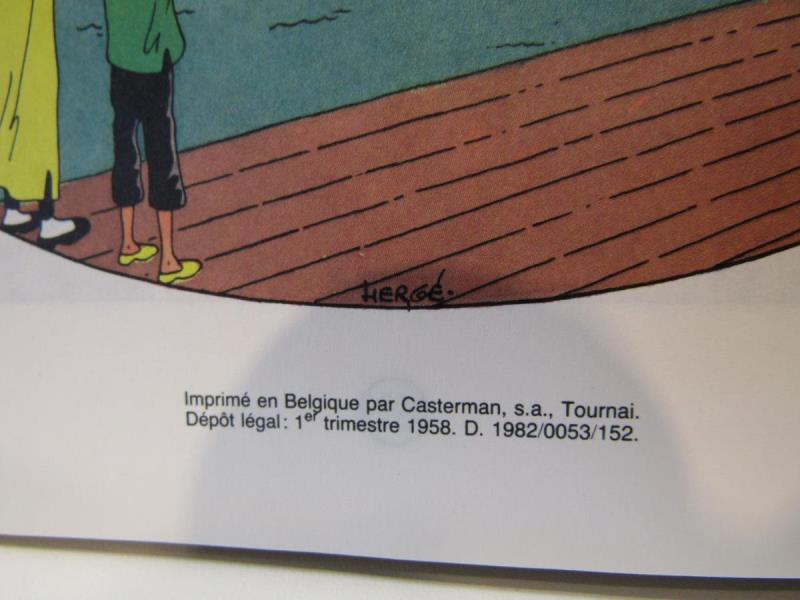 HERGÉ.
Imprimé en Belgique par Casterman, s.a., Tournai.
Dépôt légal : 1er trimestre 1958. D. 1982/0053/152.